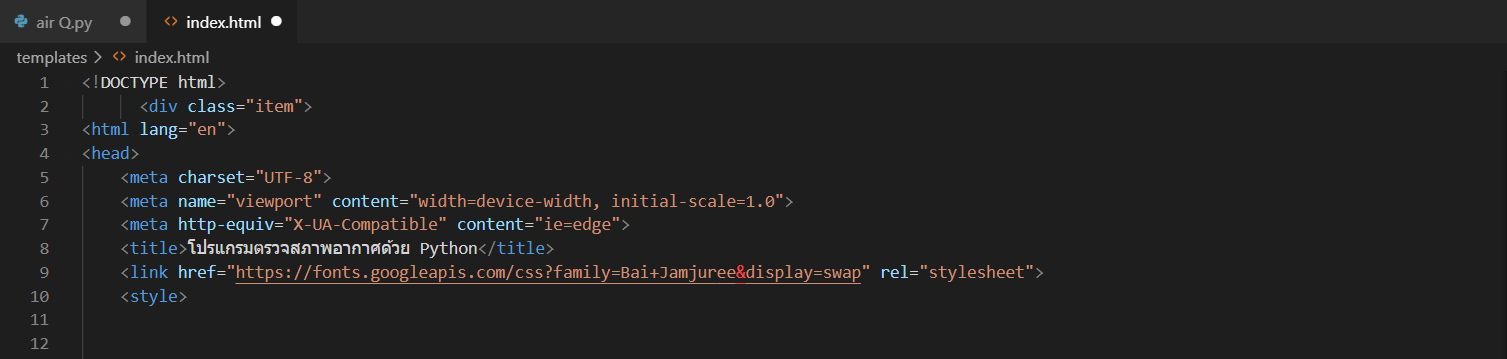 air Q.py
index.html
templates > index.html
1 <!DOCTYPE html>
2 <div class="item">
3 <html lang="en">
4 <head>
5 <meta charset="UTF-8">
6 <meta name="viewport" content="width=device-width, initial-scale=1.0">
7 <meta http-equiv="X-UA-Compatible" content="ie=edge">
8 <title>โปรแกรมตรวจสภาพอากาศด้วย Python</title>
9 <link href="https://fonts.googleapis.com/css?family=Bai+Jamjuree&display=swap" rel="stylesheet">
10 <style>
11
12